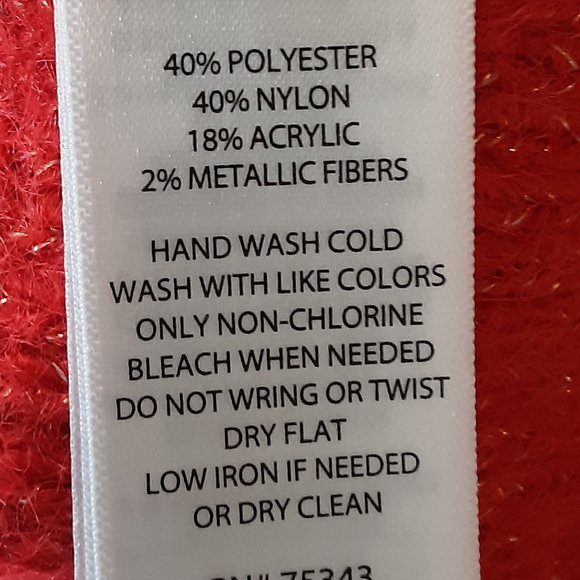 40% POLYESTER
40% NYLON
18% ACRYLIC
2% METALLIC FIBERS
HAND WASH COLD
WASH WITH LIKE COLORS
ONLY NON-CHLORINE
BLEACH WHEN NEEDED
DO NOT WRING OR TWIST
DRY FLAT
LOW IRON IF NEEDED
OR DRY CLEAN
75343